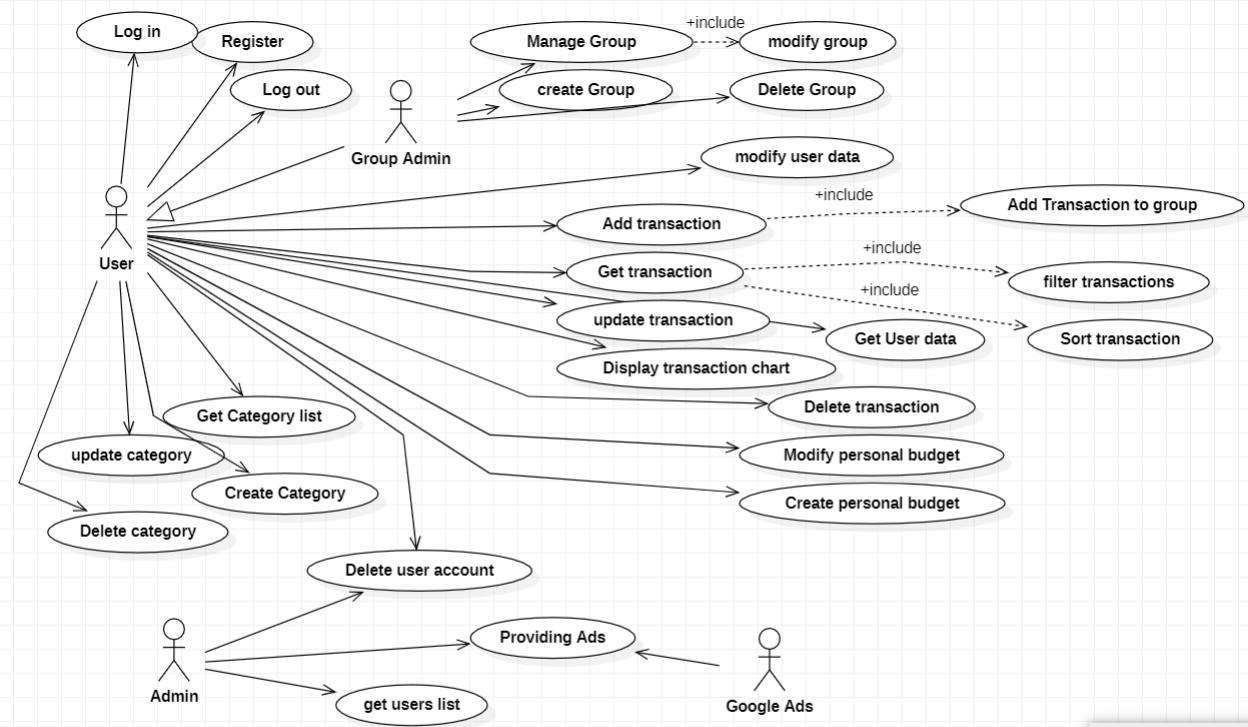 Log in
Register
Log out
Manage Group
+include
modify group
create Group
Delete Group
Group Admin
modify user data
Add transaction
+include
Add Transaction to group
User
Get transaction
+include
filter transactions
+include
update transaction
Get User data
Sort transaction
Display transaction chart
Delete transaction
Get Category list
update category
Modify personal budget
Create Category
Create personal budget
Delete category
Delete user account
Providing Ads
Admin
get users list
Google Ads